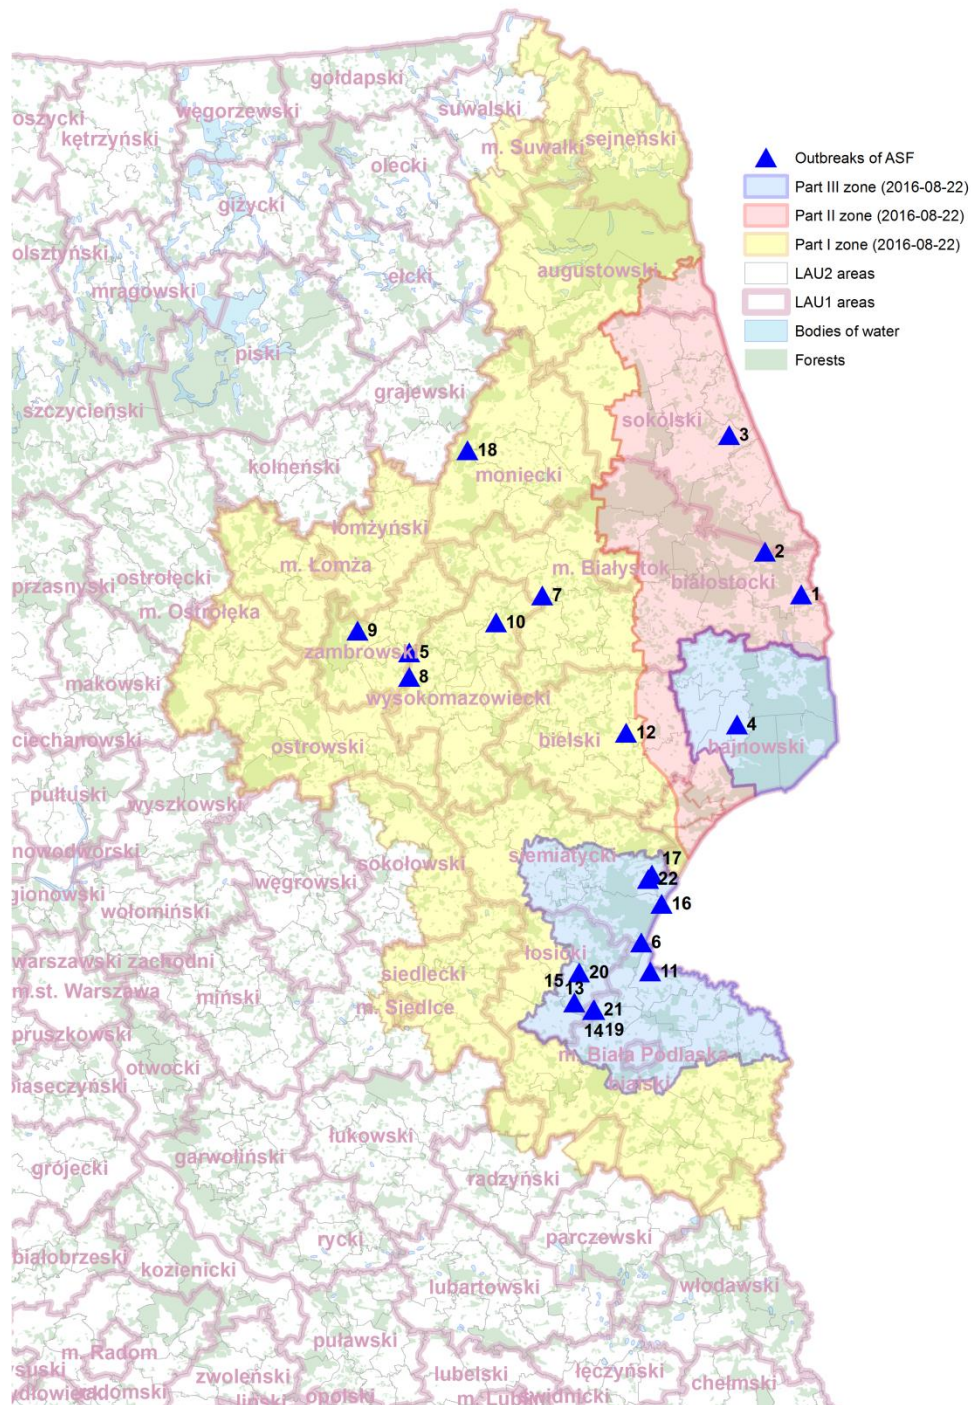 gołdapski
węgorzewski
suwalski
oszycki
kętrzyński
m. Suwałki
sejneński
olecki
giżycki
olsztyński
mrągowski
ełcki
augustowski
piski
grajewski
szczycieński
sokólski
3
kolneński
18
moniecki
łomżyński
2
m. Łomża
m. Białystok
białostocki
ostrołęcki
przasnyski
m. Ostrołęka
7
1
10
9
zambrowski
5
makowski
8
wysokomazowiecki
ciechanowski
ostrowski
bielski
12
4
hajnowski
pułtuski
wyszkowski
nowodworski
sokołowski
siemiatycki
17
22
węgrowski
gionowski
wołomiński
16
6
warszawski zachodni
łosicki
siedlecki
15
20
11
13
m.st. Warszawa
miński
m. Siedlce
21
14 19
pruszkowski
m. Biała Podlaska
otwocki
piaseczyński
bialski
łukowski
garwoliński
grójecki
radzyński
rycki
parczewski
białobrzeski
kozienicki
lubartowski
włodawski
puławski
m. Radom
zwoleński
lubelski
łęczyński
chełmski
radomski
opolski
Outbreaks of ASF
Part III zone (2016-08-22)
Part II zone (2016-08-22)
Part I zone (2016-08-22)
LAU2 areas
LAU1 areas
Bodies of water
Forests